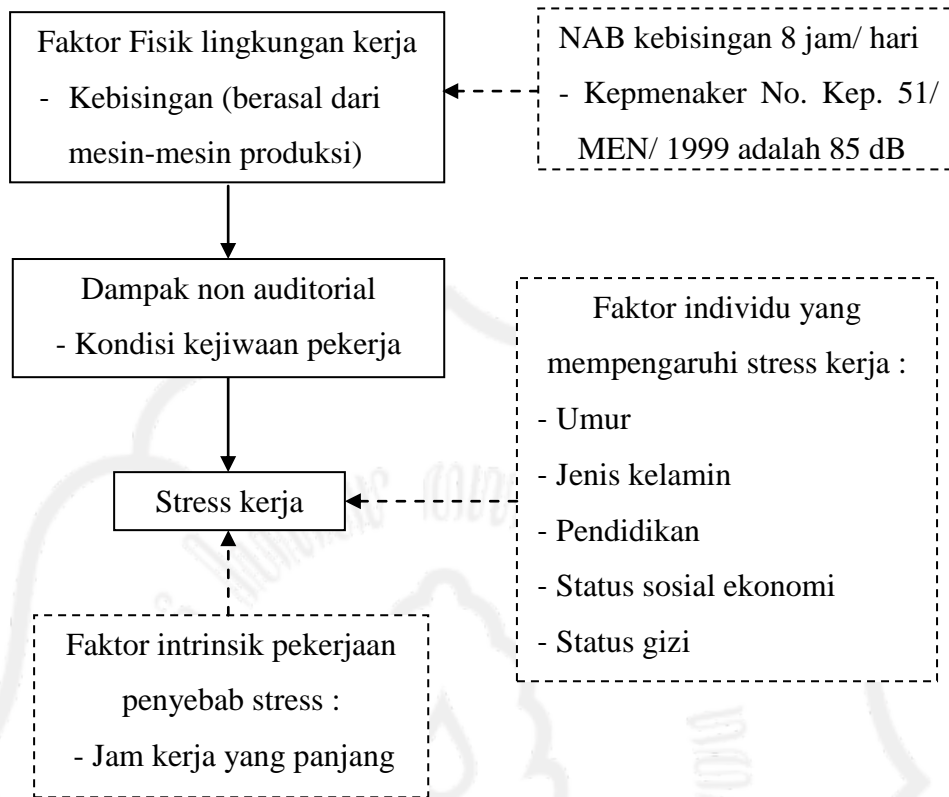 Faktor Fisik lingkungan kerja
- Kebisingan (berasal dari
mesin-mesin produksi)
NAB kebisingan 8 jam/ hari
- Kepmenaker No. Kep. 51/
MEN/ 1999 adalah 85 dB
Dampak non auditorial
- Kondisi kejiwaan pekerja
Faktor individu yang
mempengaruhi stress kerja :
- Umur
- Jenis kelamin
- Pendidikan
- Status sosial ekonomi
- Status gizi
Stress kerja
Faktor intrinsik pekerjaan
penyebab stress :
- Jam kerja yang panjang